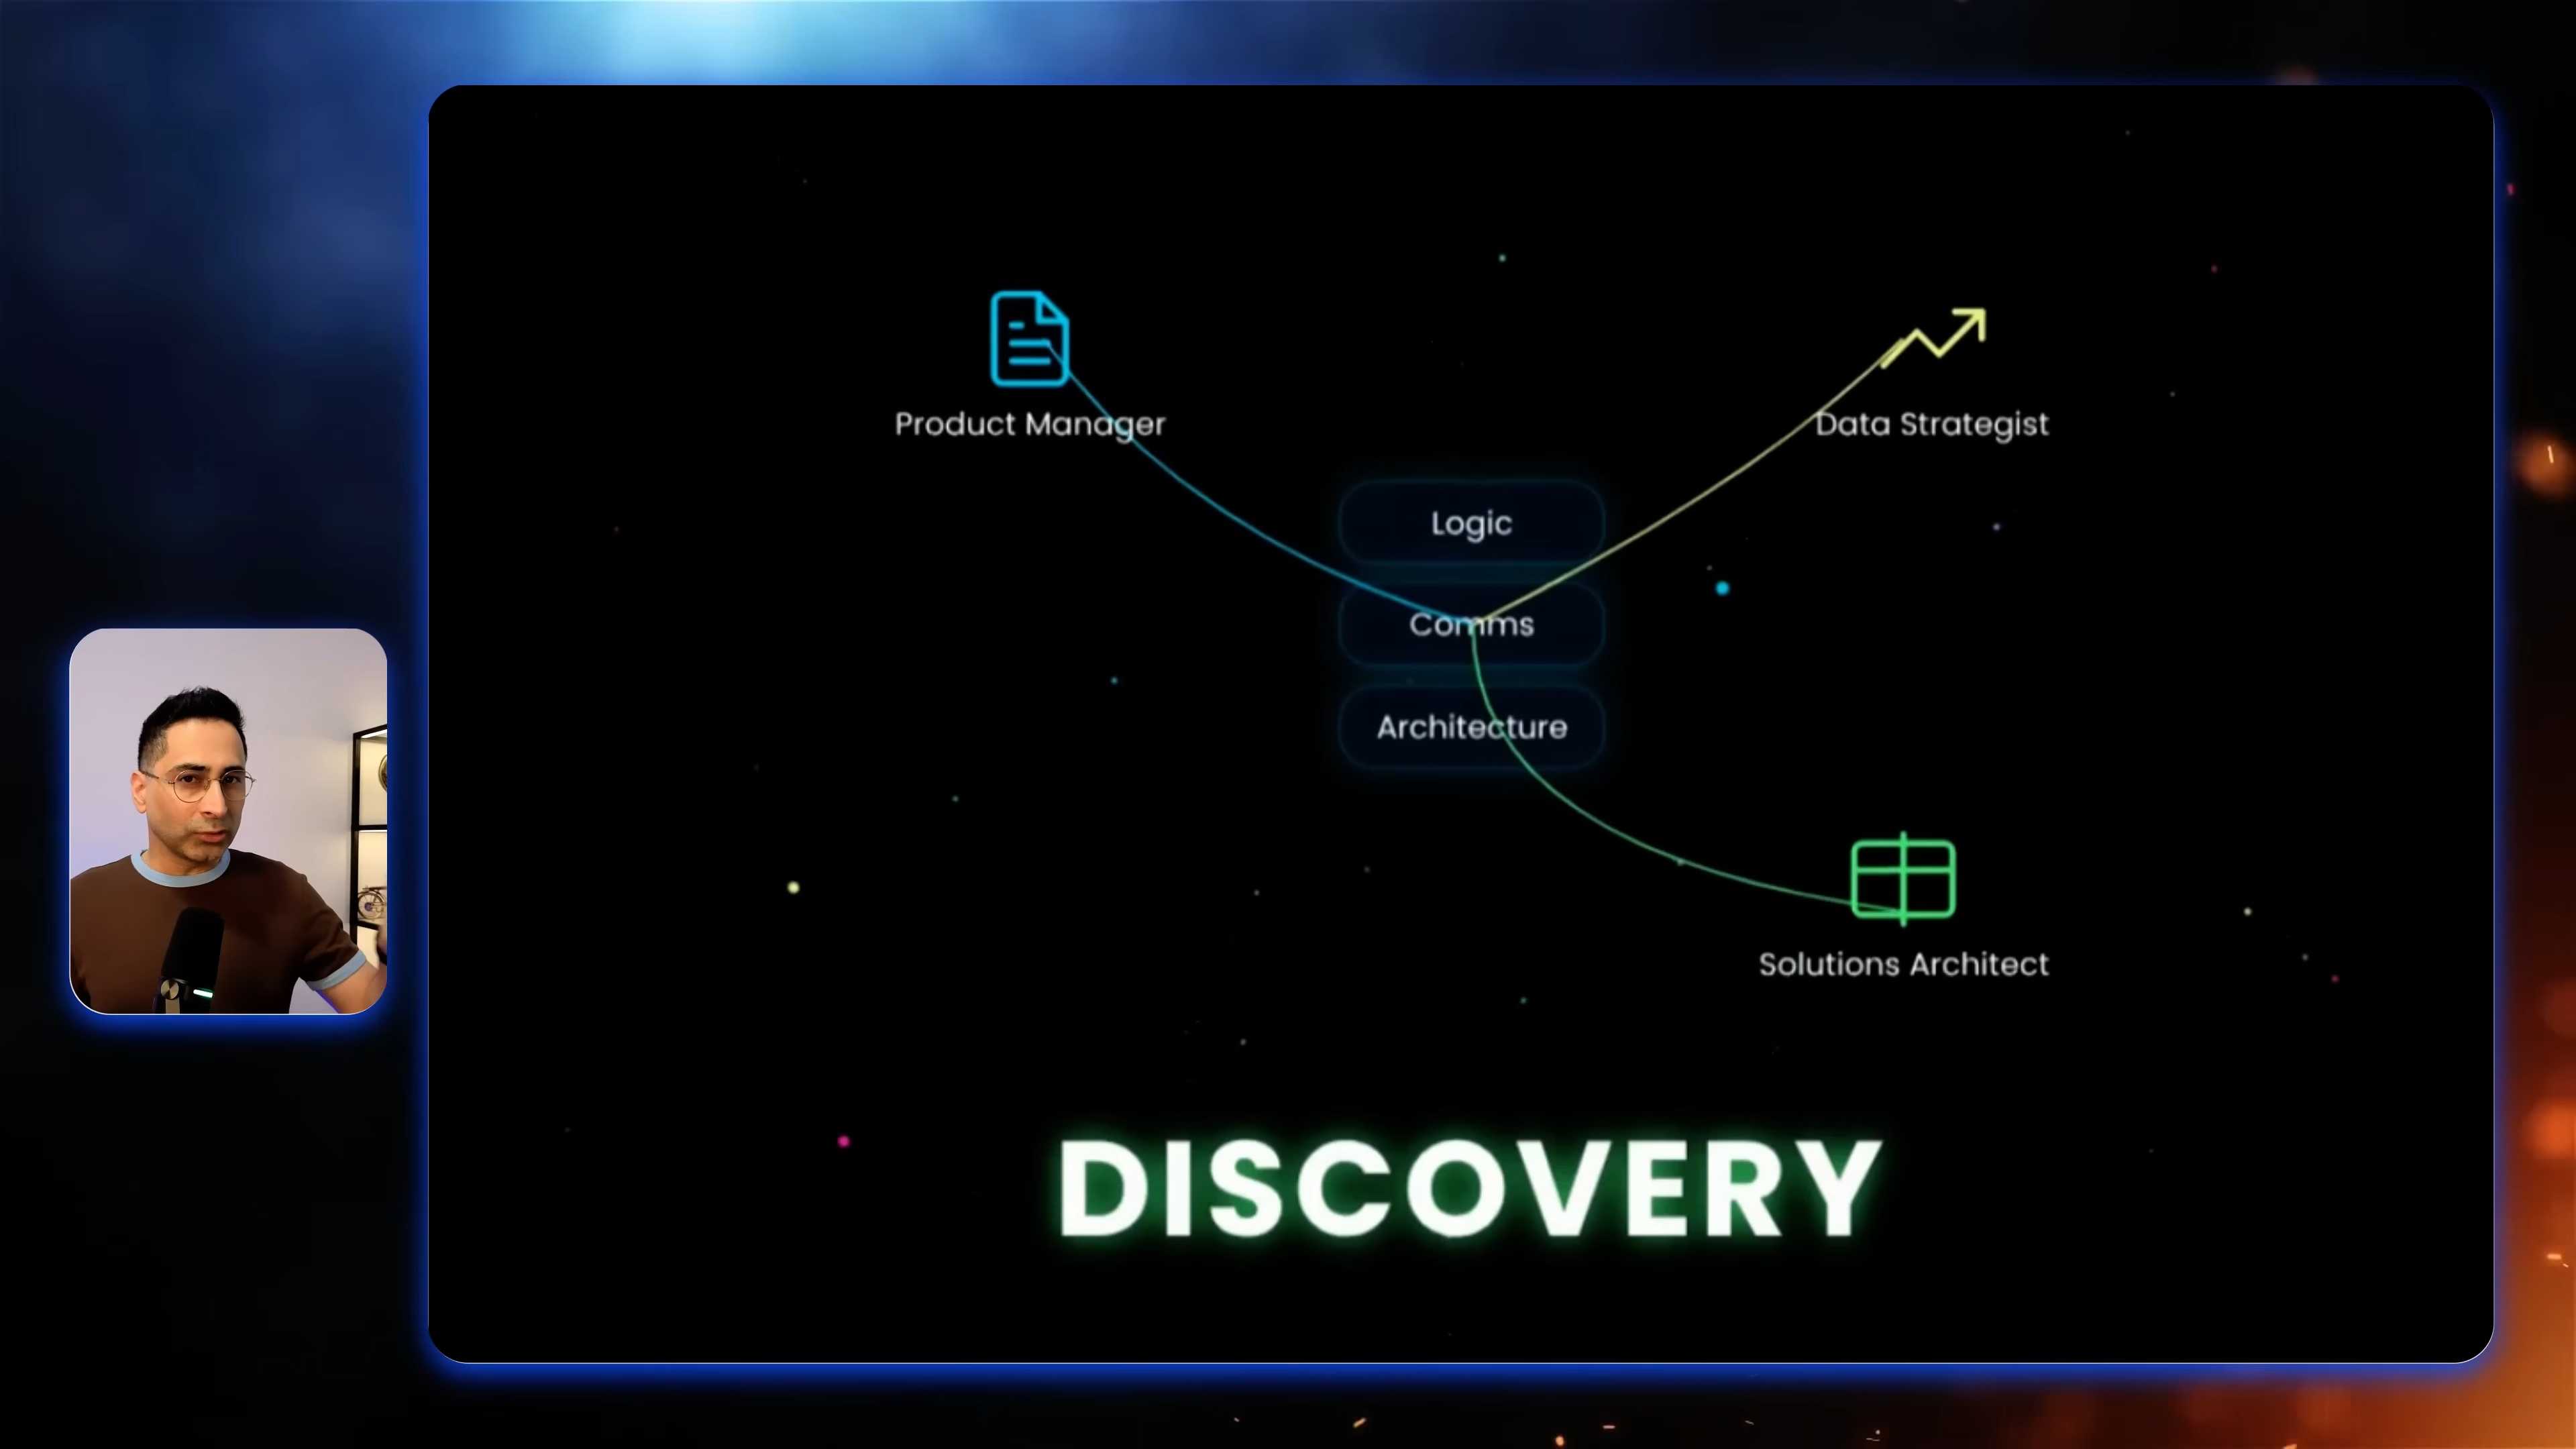 Product Manager
Data Strategist
Logic
Comms
Architecture
Solutions Architect
DISCOVERY